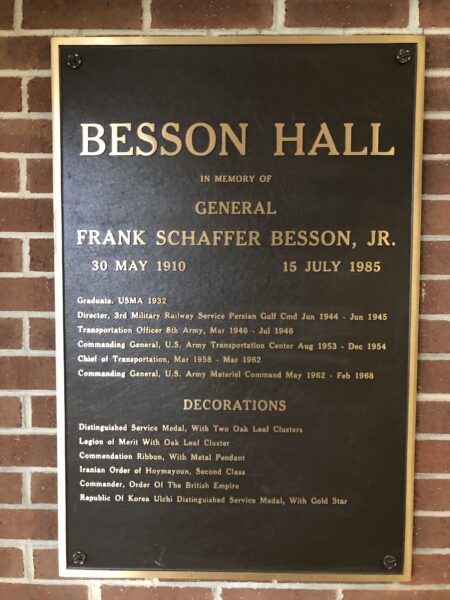 BESSON HALL
IN MEMORY OF
GENERAL
FRANK SCHAFFER BESSON, JR.
30 MAY 1910 15 JULY 1985
Graduate, USMA 1932
Director, 3rd Military Railway Service Persian Gulf Cmd Jun 1944 - Jun 1945
Transportation Officer 8th Army, Mar 1946 - Jul 1946
Commanding General, U.S. Army Transportation Center Aug 1953 - Dec 1954
Chief of Transportation, Mar 1958 - Mar 1962
Commanding General, U.S. Army Materiel Command May 1962 - Feb 1968
DECORATIONS
Distinguished Service Medal, With Two Oak Leaf Clusters
Legion of Merit With Oak Leaf Cluster
Commendation Ribbon, With Metal Pendant
Iranian Order of Hoymayoun, Second Class
Commander, Order Of The British Empire
Republic Of Korea Ulchi Distinguished Service Medal, With Gold Star